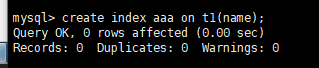 mysql> create index aaa on t1(name);
Query OK, 0 rows affected (0.00 sec)
Records: 0  Duplicates: 0  Warnings: 0